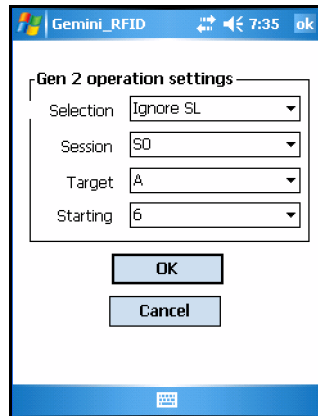 Gemini_RFID 7:35 ok
Gen 2 operation settings
Selection Ignore SL
Session S0
Target A
Starting 6
OK
Cancel